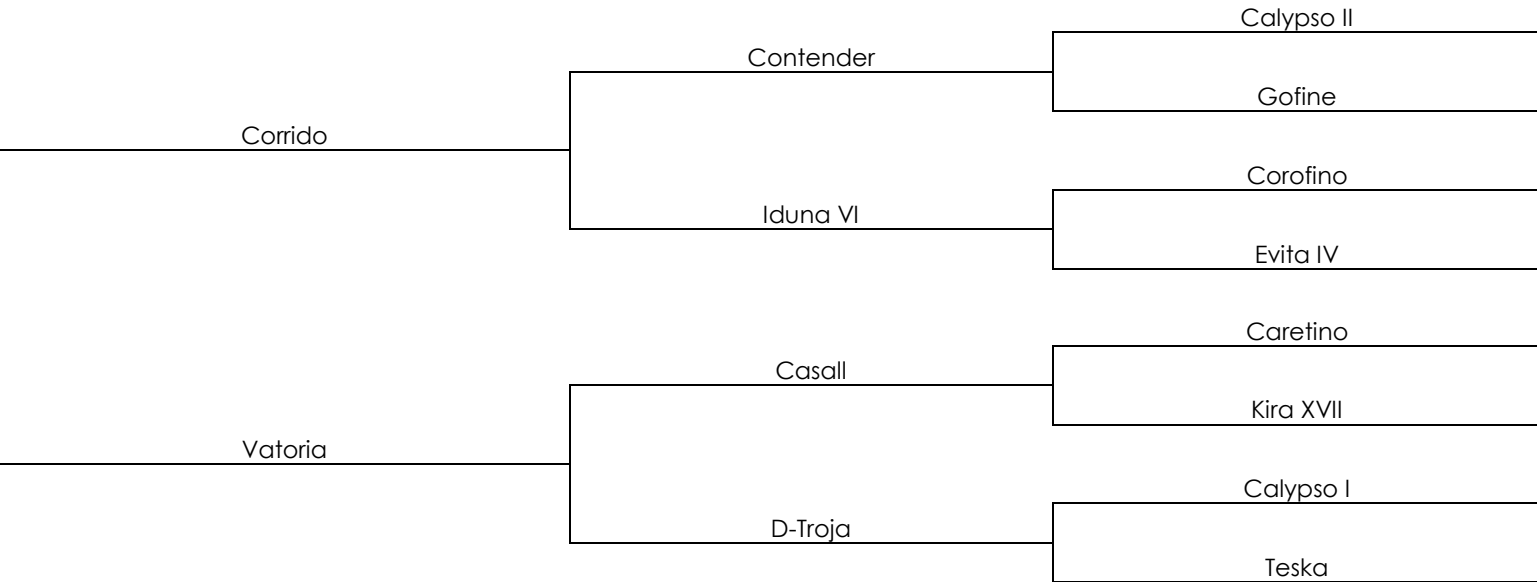 Calypso II
Contender
Gofine
Corrido
Corofino
Iduna VI
Evita IV
Caretino
Casall
Kira XVII
Vatoria
Calypso I
D-Troja
Teska